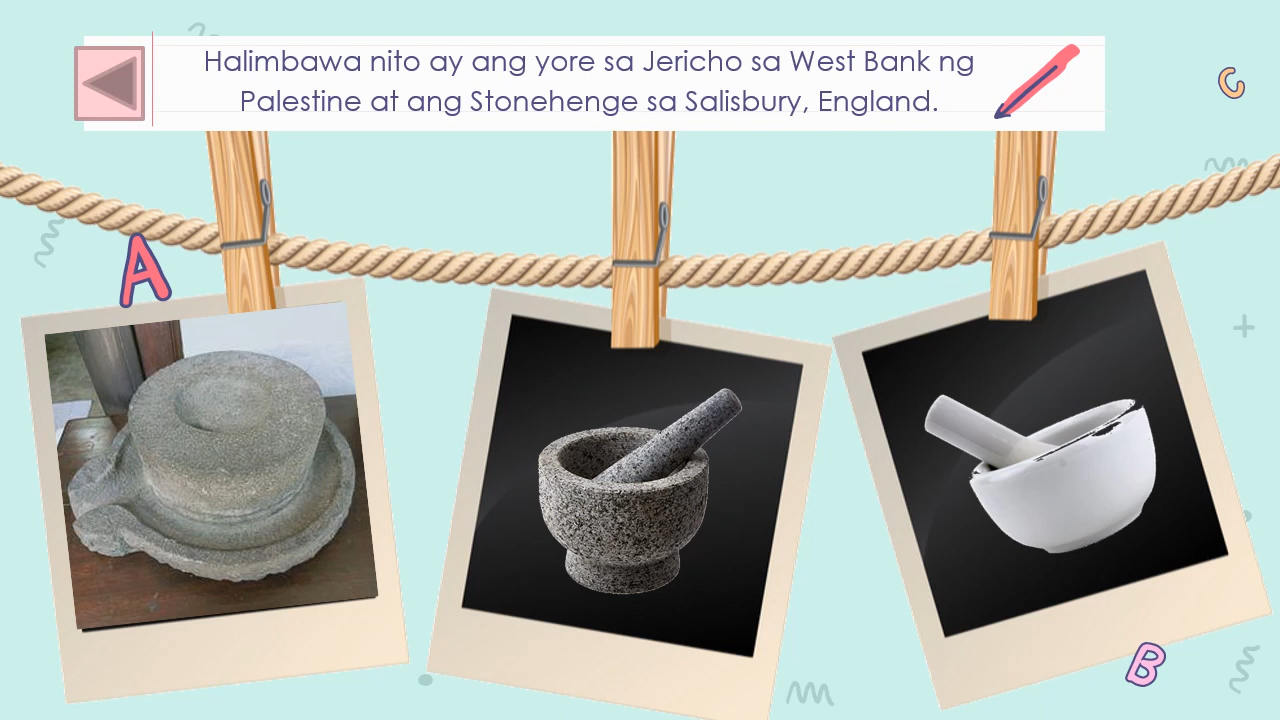 Halimbawa nito ay ang yore sa Jericho sa West Bank ng
Palestine at ang Stonehenge sa Salisbury, England.
C
A
B